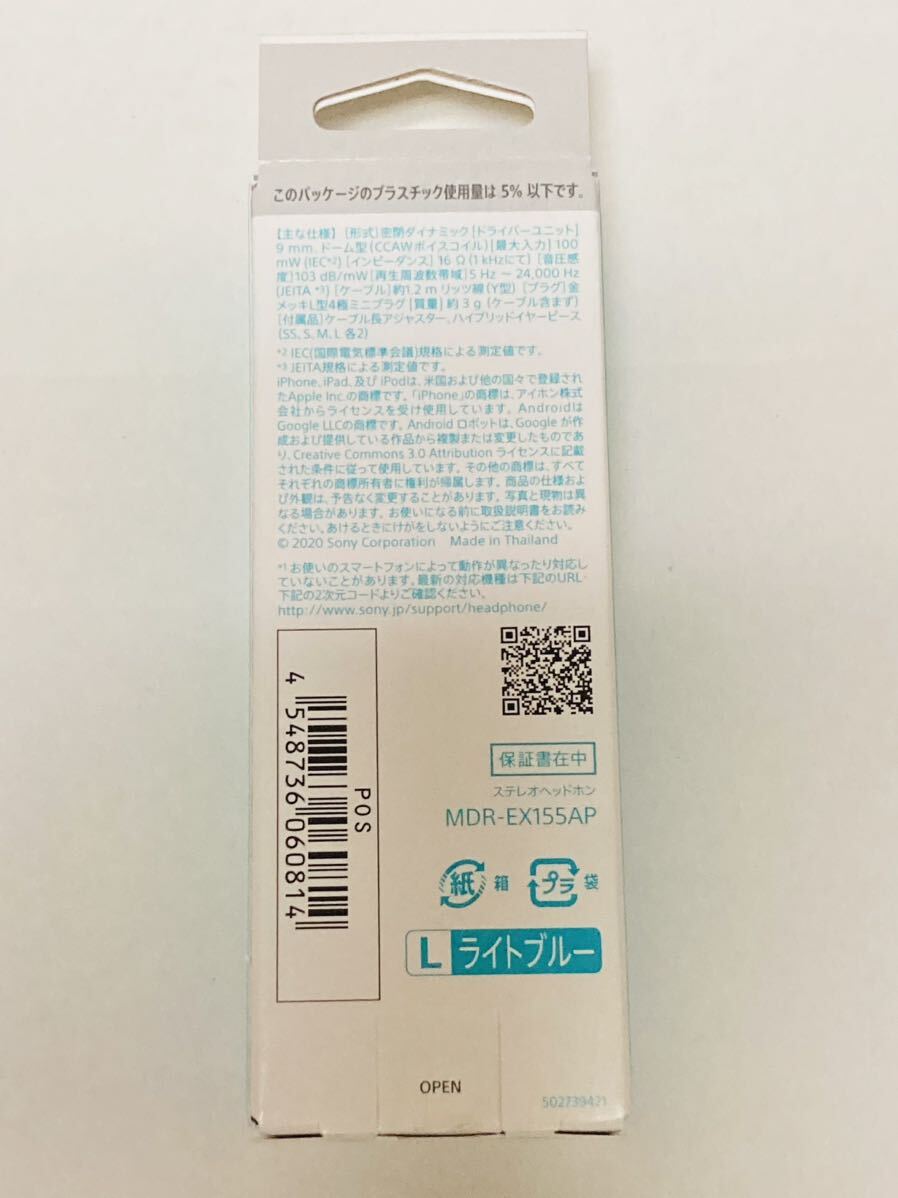 このパッケージのプラスチック使用量は 5% 以下です。
【主な仕様】 [形式]密閉ダイナミック[ドライバーユニット]
9 mm、ドーム型(CCAWボイスコイル)[最大入力]100
mW (IEC*2) [インピーダンス] 16 Ω (1 kHzにて) [音圧感
度]103 dB/mW[再生周波数帯域]5 Hz ～ 24,000 Hz
(JEITA *3) [ケーブル]約1.2 m リッツ線(Y型) [プラグ]金
メッキL型4極ミニプラグ[質量]約 3 g (ケーブル含まず)
[付属品]ケーブル長アジャスター、ハイブリッドイヤーピース
(SS、S、M、L 各2)
*2 IEC(国際電気標準会議)規格による測定値です。
*3 JEITA規格による測定値です。
iPhone、iPad、及び iPodは、米国および他の国々で登録され
たApple Inc.の商標です。「iPhone」の商標は、アイホン株式
会社からライセンスを受け使用しています。 Androidは
Google LLCの商標です。Android ロボットは、Google が作
成および提供している作品から複製または変更したものであ
り、Creative Commons 3.0 Attribution ライセンスに記載
された条件に従って使用しています。その他の商標は、すべて
それぞれの商標所有者に権利が帰属します。商品の仕様およ
び外観は、予告なく変更することがあります。写真と現物は異
なる場合があります。お使いになる前に取扱説明書をお読み
ください。あけるときにけがをしないようにご注意ください。
© 2020 Sony Corporation Made in Thailand
*1 お使いのスマートフォンによって動作が異なったり対応し
ていないことがあります。最新の対応機種は下記のURL・
下記の2次元コードよりご確認ください。
http://www.sony.jp/support/headphone/
4 548736 060814
POS
保証書在中
ステレオヘッドホン
MDR-EX155AP
紙 箱 プラ 袋
L ライトブルー
OPEN
502739421